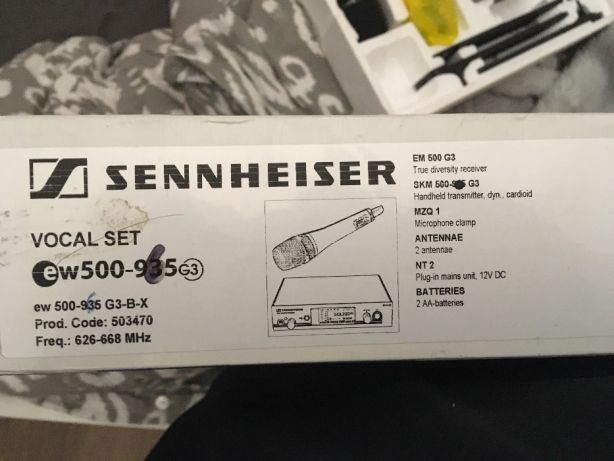 SENNHEISER
VOCAL SET
ew500-935 G3
6
ew 500-935 G3-B-X
Prod. Code: 503470
Freq.: 626-668 MHz
EM 500 G3
True diversity receiver
SKM 500- G3
Handheld transmitter, dyn., cardioid
MZQ 1
Microphone clamp
ANTENNAE
2 antennae
NT 2
Plug-in mains unit, 12V DC
BATTERIES
2 AA-batteries